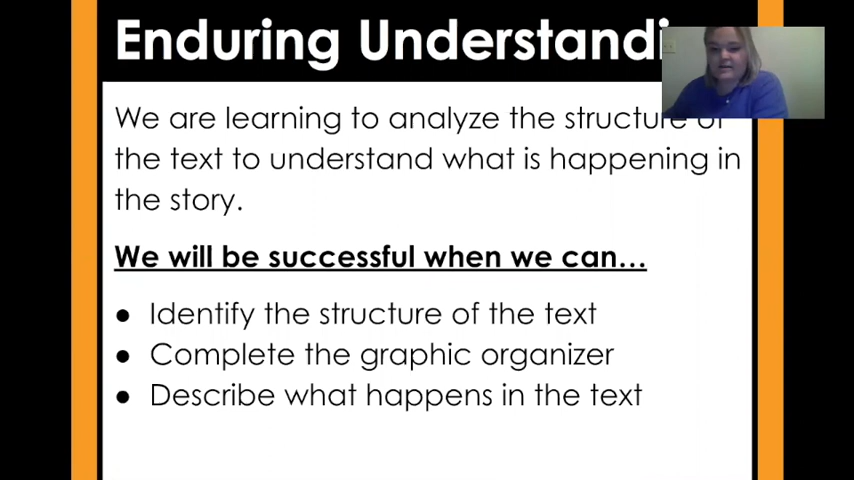 Enduring Understandi
We are learning to analyze the structure of
the text to understand what is happening in
the story.
We will be successful when we can...
● Identify the structure of the text
● Complete the graphic organizer
● Describe what happens in the text